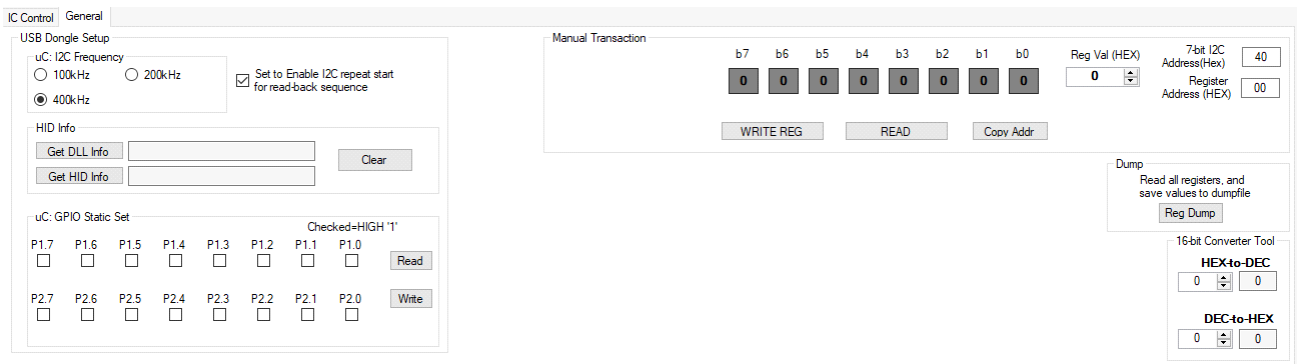 IC Control General
USB Dongle Setup
uC: I2C Frequency
100kHz 200kHz
400kHz
Set to Enable I2C repeat start
for read-back sequence
HID Info
Get DLL Info
Get HID Info
Clear
uC: GPIO Static Set
Checked=HIGH '1'
P1.7 P1.6 P1.5 P1.4 P1.3 P1.2 P1.1 P1.0
Read
P2.7 P2.6 P2.5 P2.4 P2.3 P2.2 P2.1 P2.0
Write
Manual Transaction
b7 b6 b5 b4 b3 b2 b1 b0
0 0 0 0 0 0 0 0
Reg Val (HEX)
0
7-bit I2C
Address(Hex)
40
Register
Address (HEX)
00
WRITE REG READ Copy Addr
Dump
Read all registers, and
save values to dumpfile
Reg Dump
16-bit Converter Tool
HEX-to-DEC
0 0
DEC-to-HEX
0 0